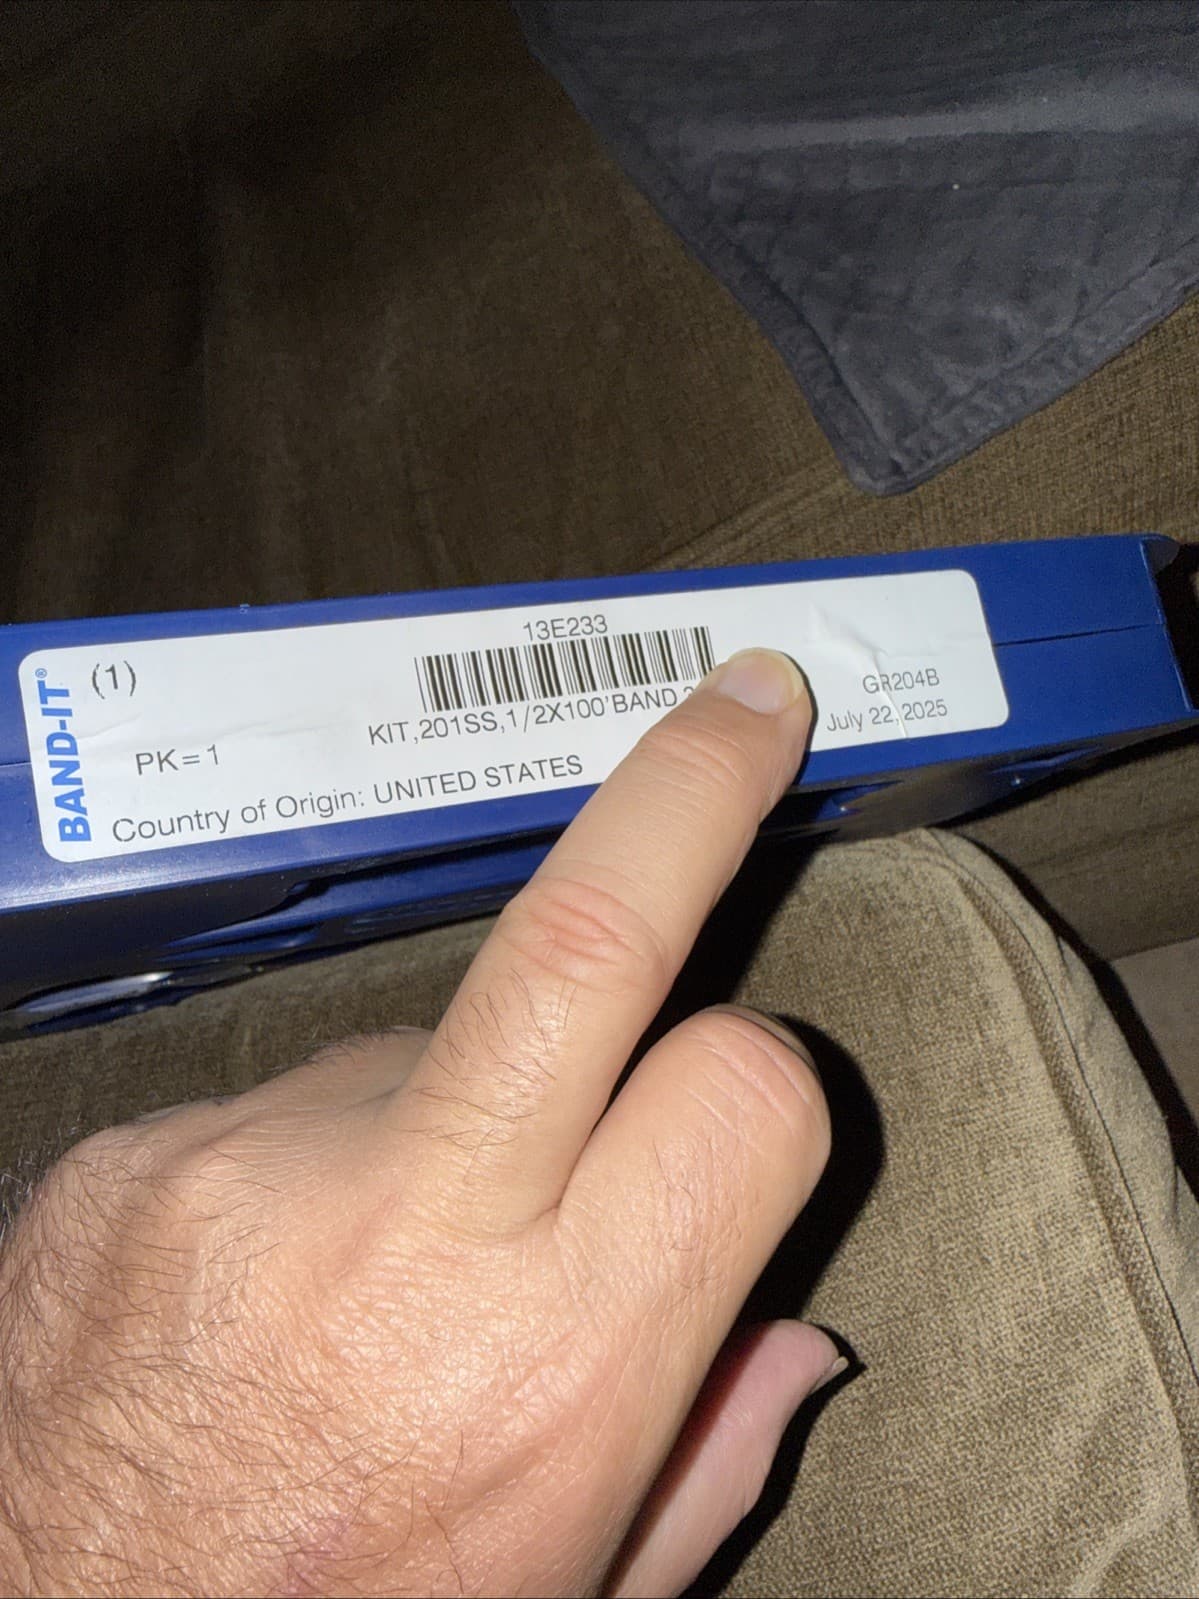 BAND-IT®
(1)
13E233
KIT,201SS,1/2X100'BAND
PK=1
Country of Origin: UNITED STATES
GR204B
July 22, 2025